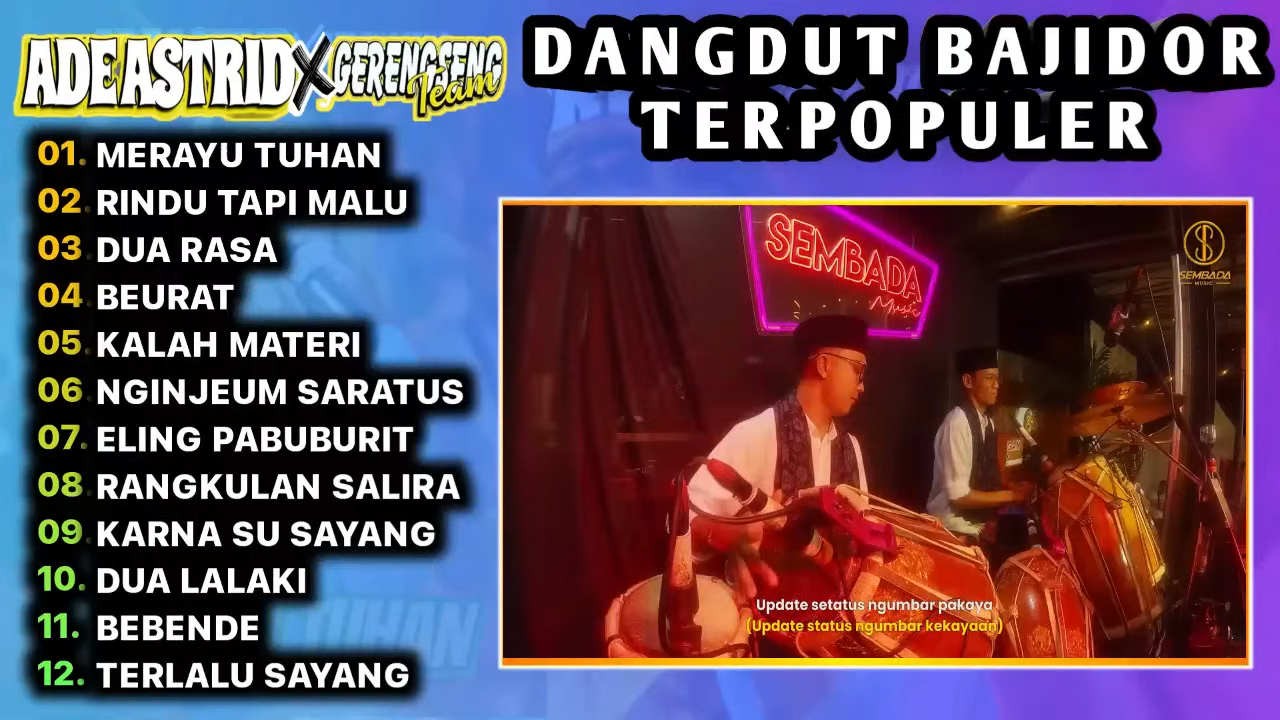 ADE ASTRID X GERENGSENG Team
DANGDUT BAJIDOR
TERPOPULER
01. MERAYU TUHAN
02. RINDU TAPI MALU
03. DUA RASA
04. BEURAT
05. KALAH MATERI
06. NGINJEUM SARATUS
07. ELING PABUBURIT
08. RANGKULAN SALIRA
09. KARNA SU SAYANG
10. DUA LALAKI
11. BEBENDE
12. TERLALU SAYANG
SEMBADA
Music
SEMBADA
MUSIC
Update setatus ngumbar pakaya
(Update status ngumbar kekayaan)